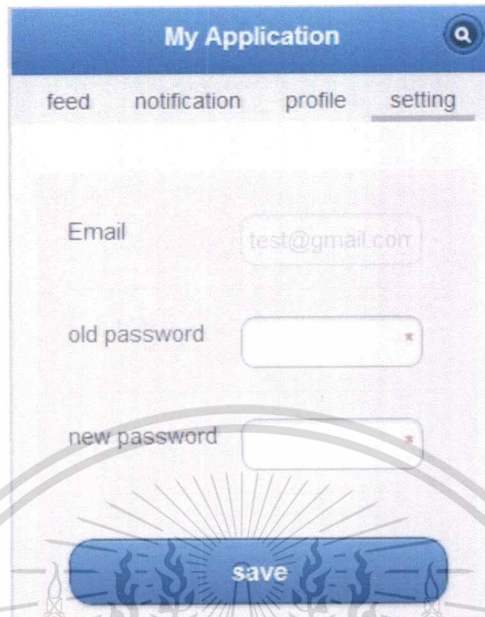 My Application
feed notification profile setting
Email test@gmail.com
old password *
new password *
save